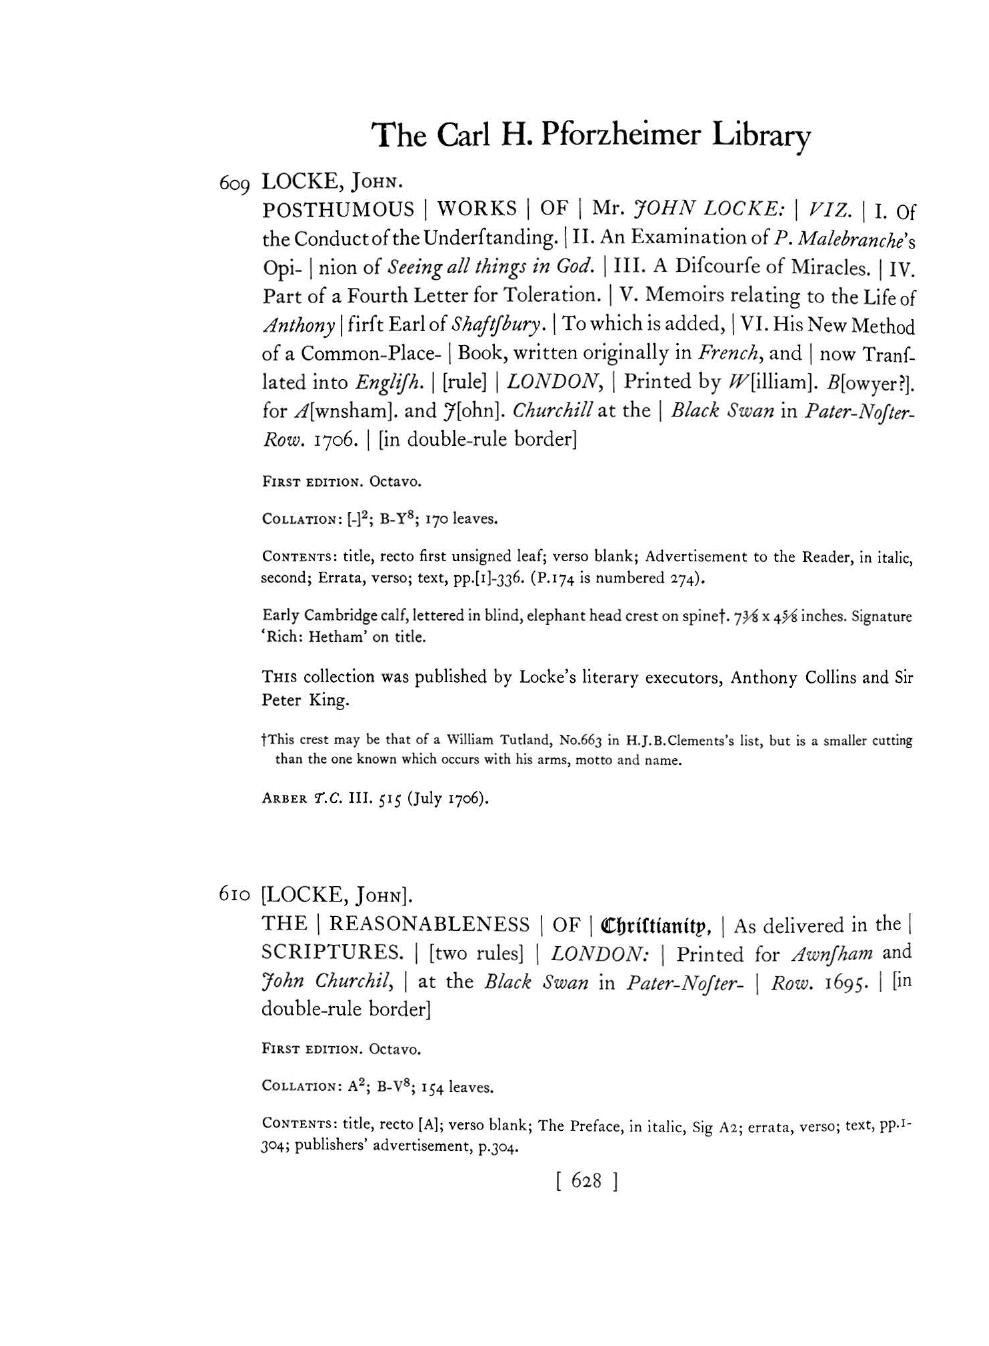 The Carl H. Pforzheimer Library
609 LOCKE, John.
POSTHUMOUS | WORKS | OF | Mr. JOHN LOCKE: | VIZ. | I. Of
the Conduct of the Underſtanding. | II. An Examination of P. Malebranche's
Opi- | nion of Seeing all things in God. | III. A Diſcourſe of Miracles. | IV.
Part of a Fourth Letter for Toleration. | V. Memoirs relating to the Life of
Anthony | firſt Earl of Shaftſbury. | To which is added, | VI. His New Method
of a Common-Place- | Book, written originally in French, and | now Tranſ-
lated into Engliſh. | [rule] | LONDON, | Printed by W[illiam]. B[owyer?].
for A[wnsham]. and J[ohn]. Churchill at the | Black Swan in Pater-Noſter-
Row. 1706. | [in double-rule border]
First edition. Octavo.
Collation: [-]²; B-Y⁸; 170 leaves.
Contents: title, recto first unsigned leaf; verso blank; Advertisement to the Reader, in italic,
second; Errata, verso; text, pp.[1]-336. (P.174 is numbered 274).
Early Cambridge calf, lettered in blind, elephant head crest on spine†. 7⅜ x 4⅝ inches. Signature
'Rich: Hetham' on title.
This collection was published by Locke's literary executors, Anthony Collins and Sir
Peter King.
†This crest may be that of a William Tutland, No.663 in H.J.B.Clements's list, but is a smaller cutting
than the one known which occurs with his arms, motto and name.
Arber T.C. III. 515 (July 1706).
610 [LOCKE, John].
THE | REASONABLENESS | OF | Chriſtianity, | As delivered in the |
SCRIPTURES. | [two rules] | LONDON: | Printed for Awnſham and
John Churchil, | at the Black Swan in Pater-Noſter- | Row. 1695. | [in
double-rule border]
First edition. Octavo.
Collation: A²; B-V⁸; 154 leaves.
Contents: title, recto [A]; verso blank; The Preface, in italic, Sig A2; errata, verso; text, pp.1-
304; publishers' advertisement, p.304.
[ 628 ]